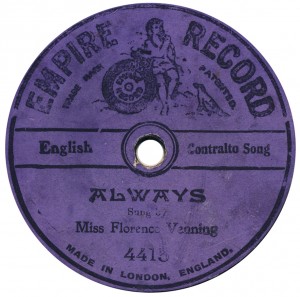 EMPIRE RECORD
TRADE MARK PATENTED.
English Contralto Song
ALWAYS
Sung by
Miss Florence Venning
4415
MADE IN LONDON, ENGLAND.